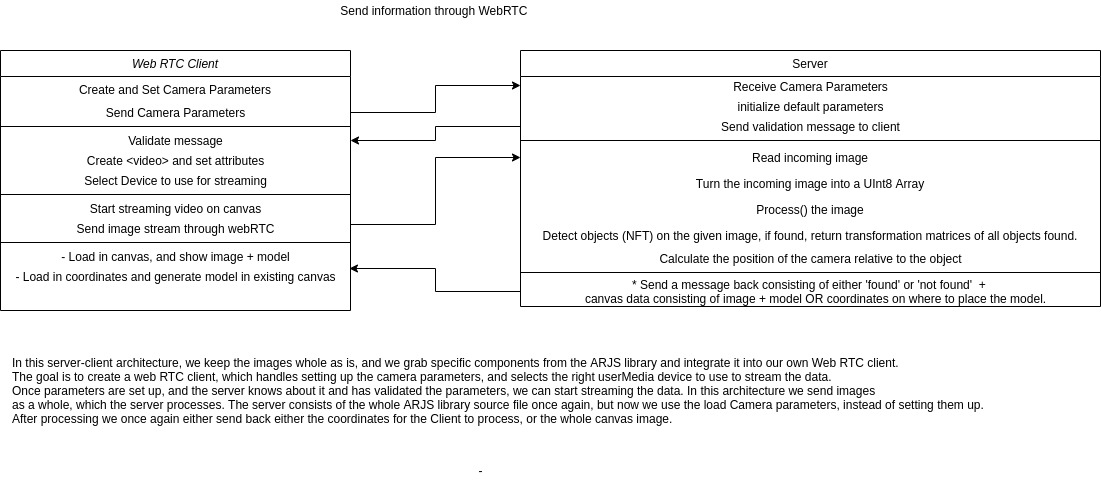 Send information through WebRTC
Web RTC Client
Create and Set Camera Parameters
Send Camera Parameters
Validate message
Create <video> and set attributes
Select Device to use for streaming
Start streaming video on canvas
Send image stream through webRTC
- Load in canvas, and show image + model
- Load in coordinates and generate model in existing canvas
Server
Receive Camera Parameters
initialize default parameters
Send validation message to client
Read incoming image
Turn the incoming image into a UInt8 Array
Process() the image
Detect objects (NFT) on the given image, if found, return transformation matrices of all objects found.
Calculate the position of the camera relative to the object
* Send a message back consisting of either 'found' or 'not found'  +
canvas data consisting of image + model OR coordinates on where to place the model.
In this server-client architecture, we keep the images whole as is, and we grab specific components from the ARJS library and integrate it into our own Web RTC client.
The goal is to create a web RTC client, which handles setting up the camera parameters, and selects the right userMedia device to use to stream the data.
Once parameters are set up, and the server knows about it and has validated the parameters, we can start streaming the data. In this architecture we send images
as a whole, which the server processes. The server consists of the whole ARJS library source file once again, but now we use the load Camera parameters, instead of setting them up.
After processing we once again either send back either the coordinates for the Client to process, or the whole canvas image.
-